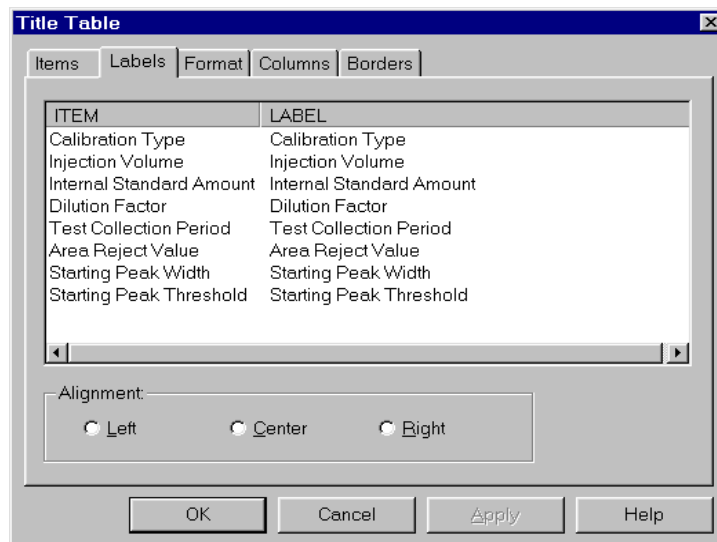 Title Table
Items Labels Format Columns Borders
ITEM LABEL
Calibration Type Calibration Type
Injection Volume Injection Volume
Internal Standard Amount Internal Standard Amount
Dilution Factor Dilution Factor
Test Collection Period Test Collection Period
Area Reject Value Area Reject Value
Starting Peak Width Starting Peak Width
Starting Peak Threshold Starting Peak Threshold
Alignment:
Left Center Right
OK Cancel Apply Help